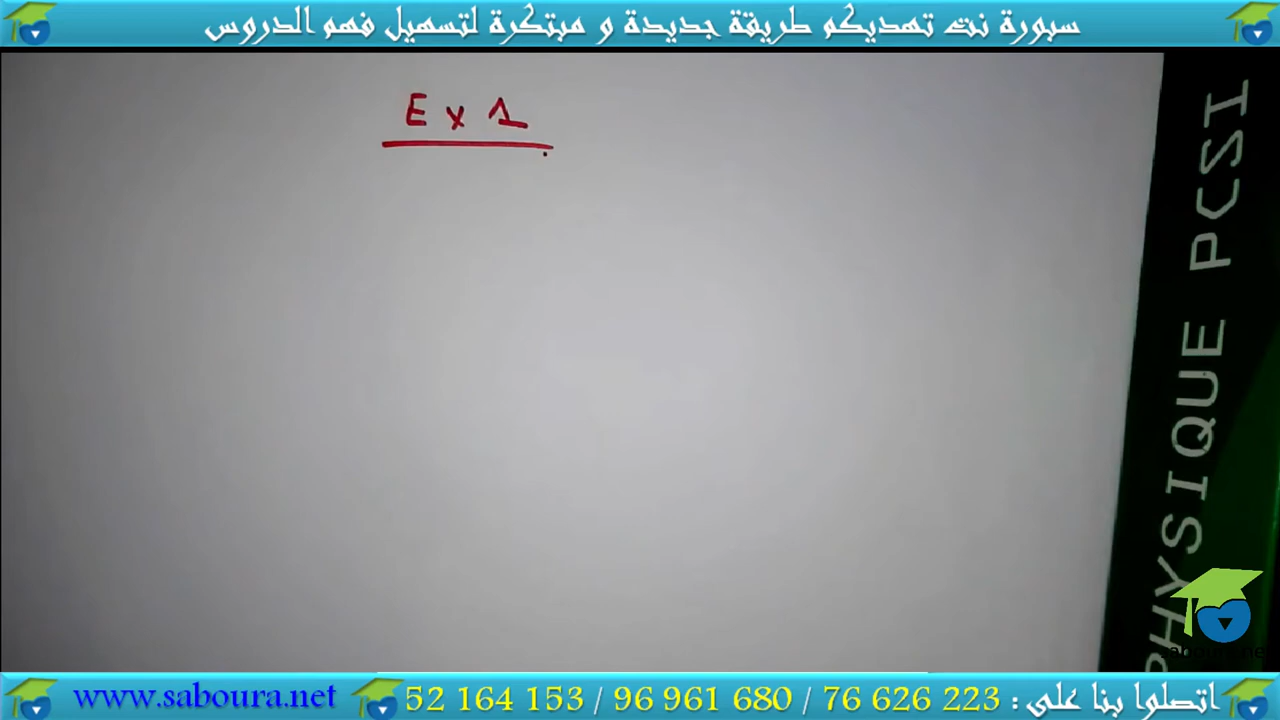 سبورة نت تهديكم طريقة جديدة و مبتكرة لتسهيل فهم الدروس
Ex 1
PHYSIQUE PCSI
www.saboura.net 52 164 153 / 96 961 680 / 76 626 223 : اتصلوا بنا على